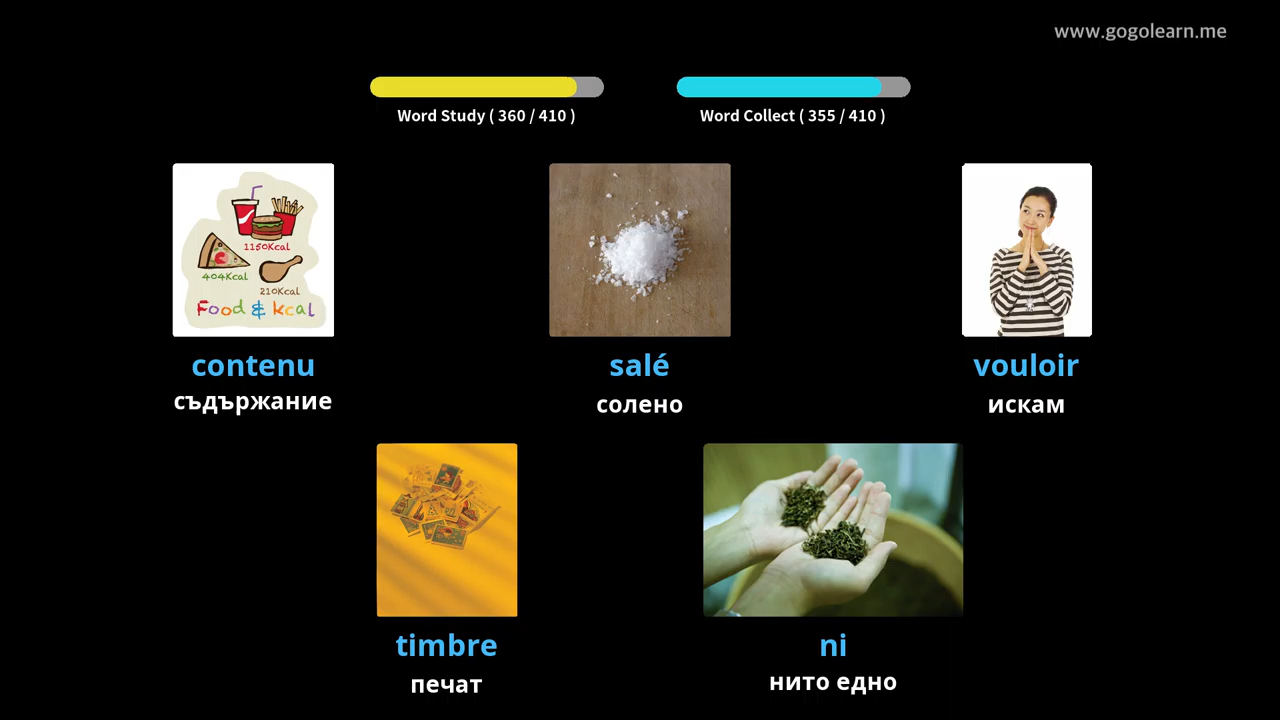 www.gogolearn.me
Word Study ( 360 / 410 )
Word Collect ( 355 / 410 )
1150Kcal
404Kcal
210Kcal
Food & kcal
contenu
съдържание
salé
солено
vouloir
искам
timbre
печат
ni
нито едно